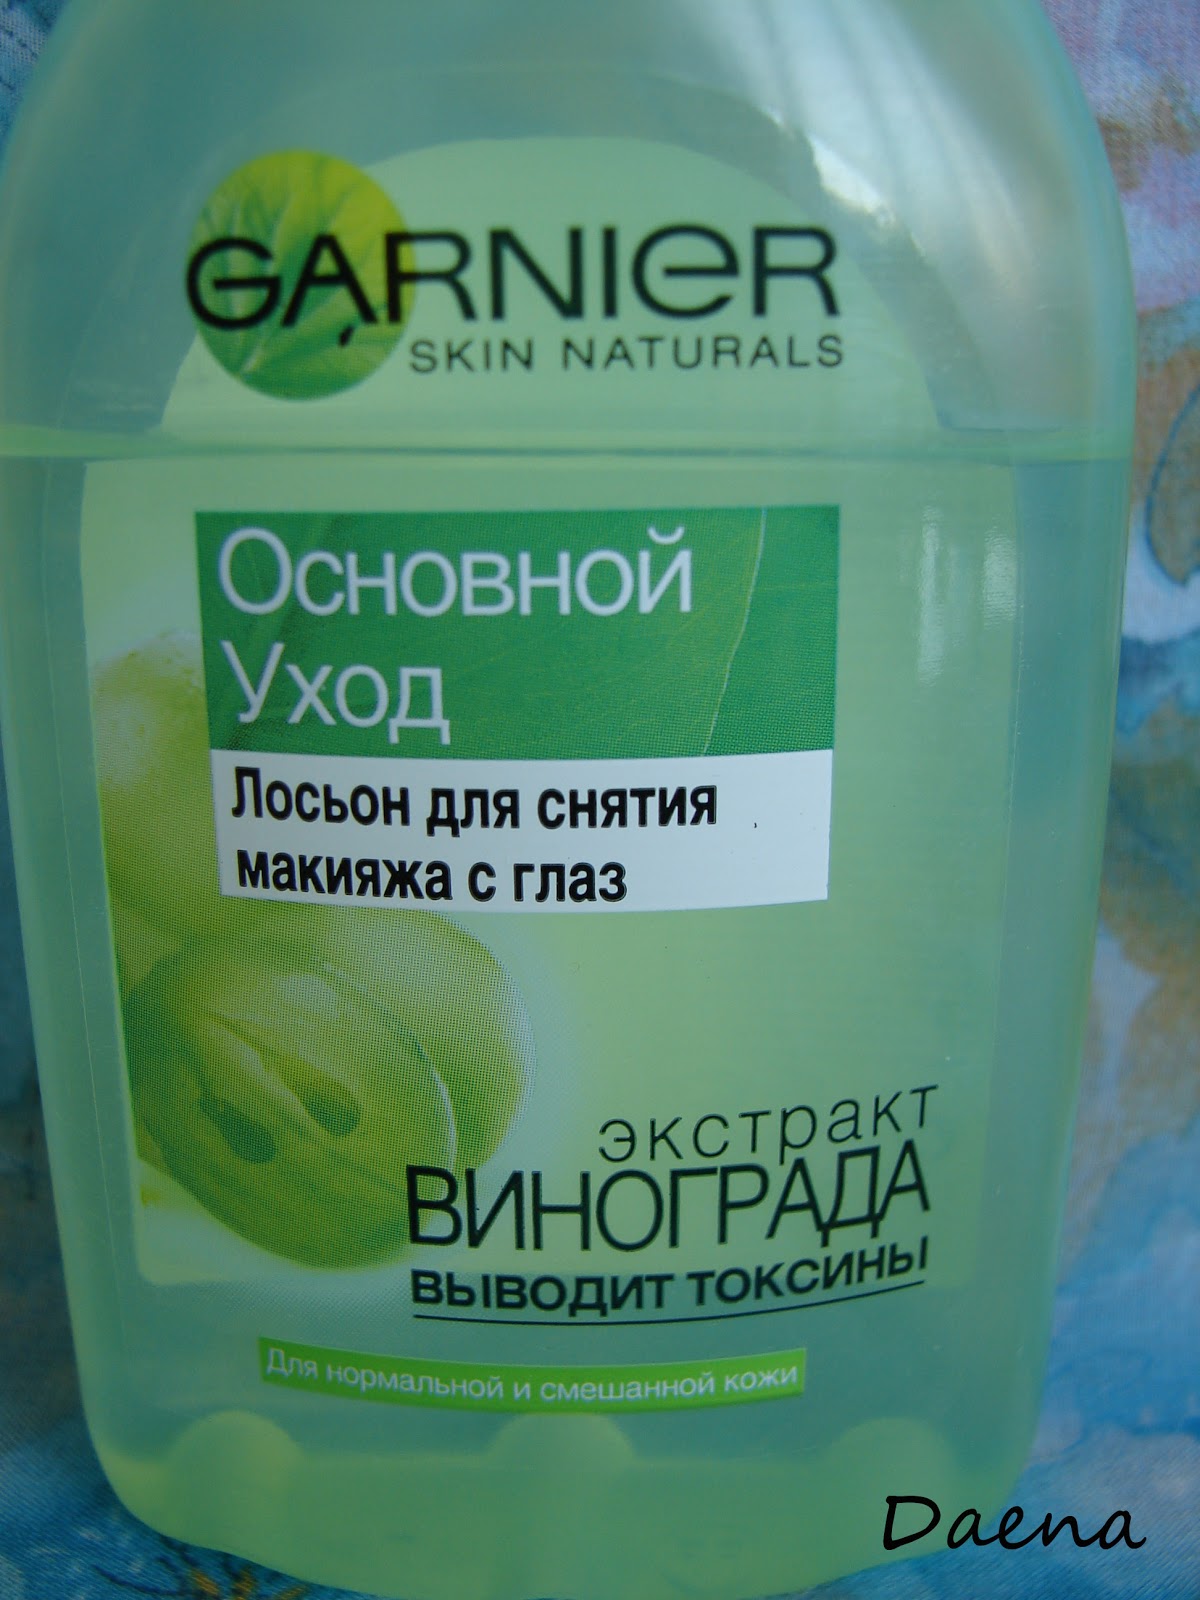 GARNIER
SKIN NATURALS
Основной
Уход
Лосьон для снятия
макияжа с глаз
экстракт
ВИНОГРАДА
ВЫВОДИТ ТОКСИНЫ
Для нормальной и смешанной кожи
Daena